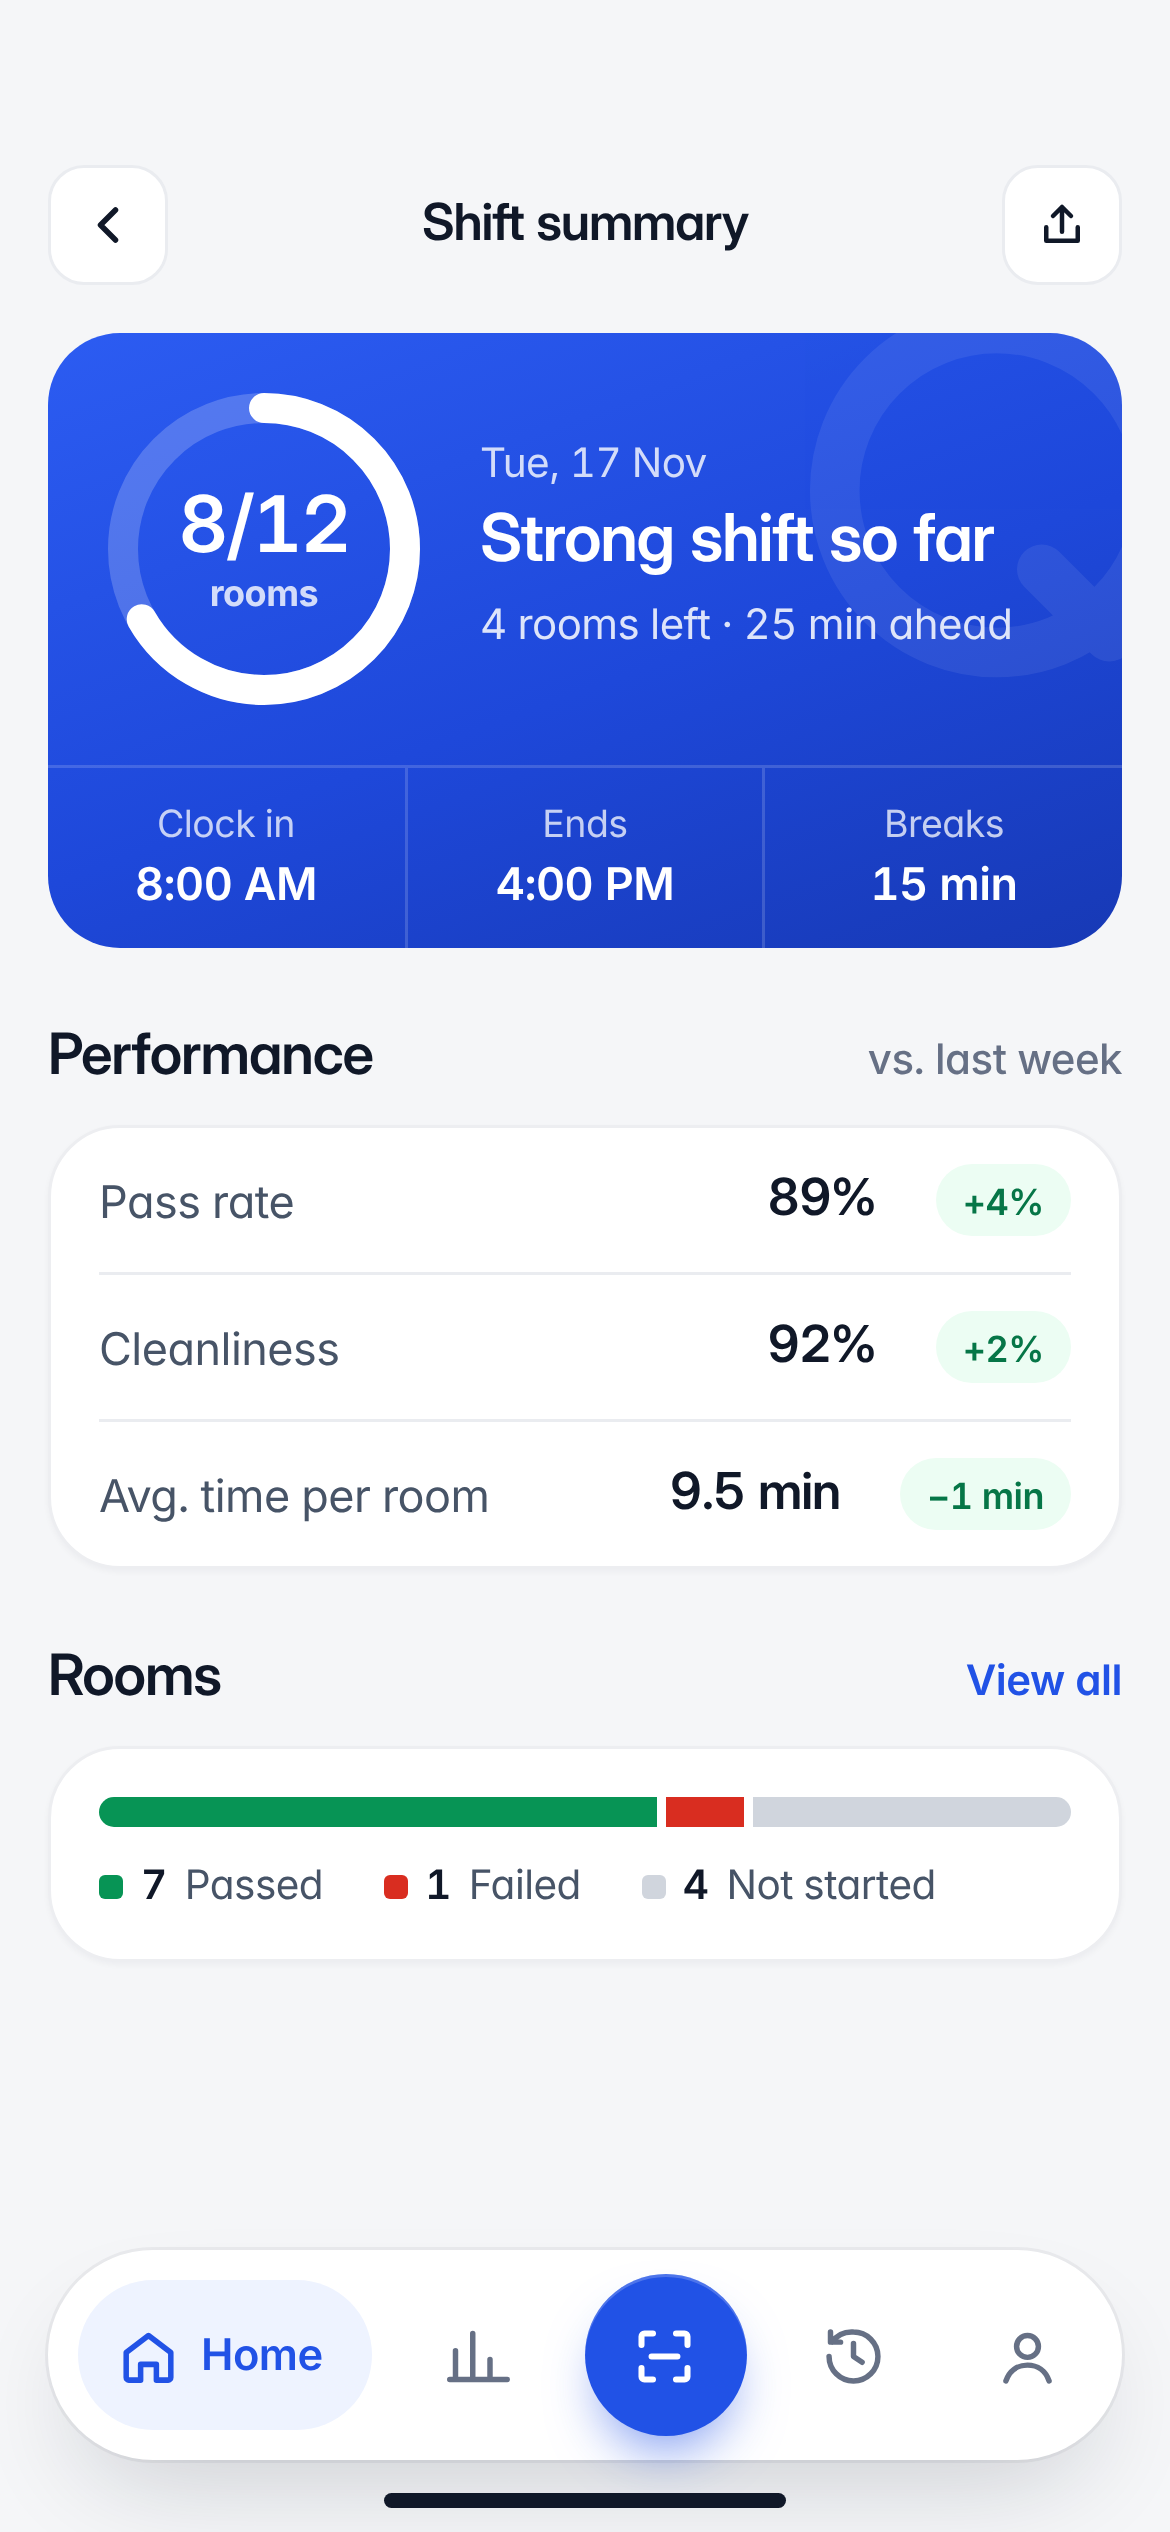 Shift summary
8/12
rooms
Tue, 17 Nov
Strong shift so far
4 rooms left · 25 min ahead
Clock in
8:00 AM
Ends
4:00 PM
Breaks
15 min
Performance
vs. last week
Pass rate
89%
+4%
Cleanliness
92%
+2%
Avg. time per room
9.5 min
−1 min
Rooms
View all
7 Passed
1 Failed
4 Not started
Home